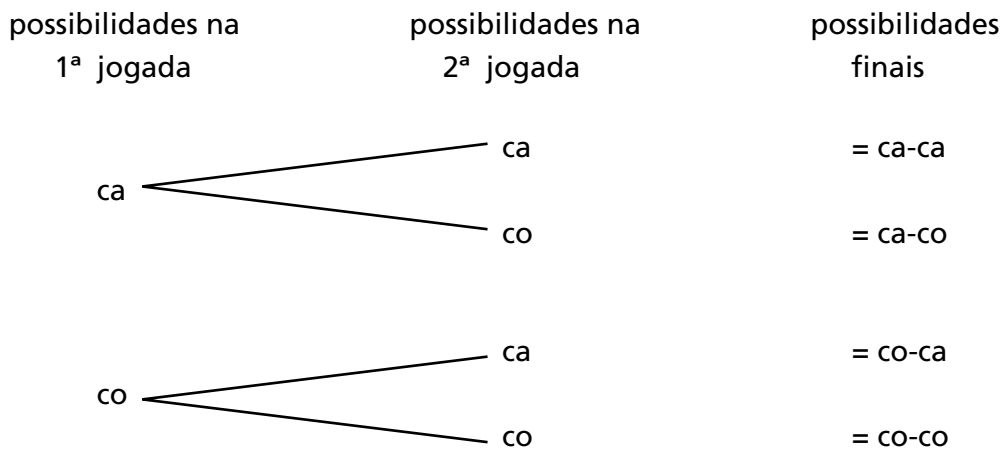 possibilidades na possibilidades na possibilidades
1ª jogada 2ª jogada finais
ca = ca-ca
ca
co = ca-co
ca = co-ca
co
co = co-co